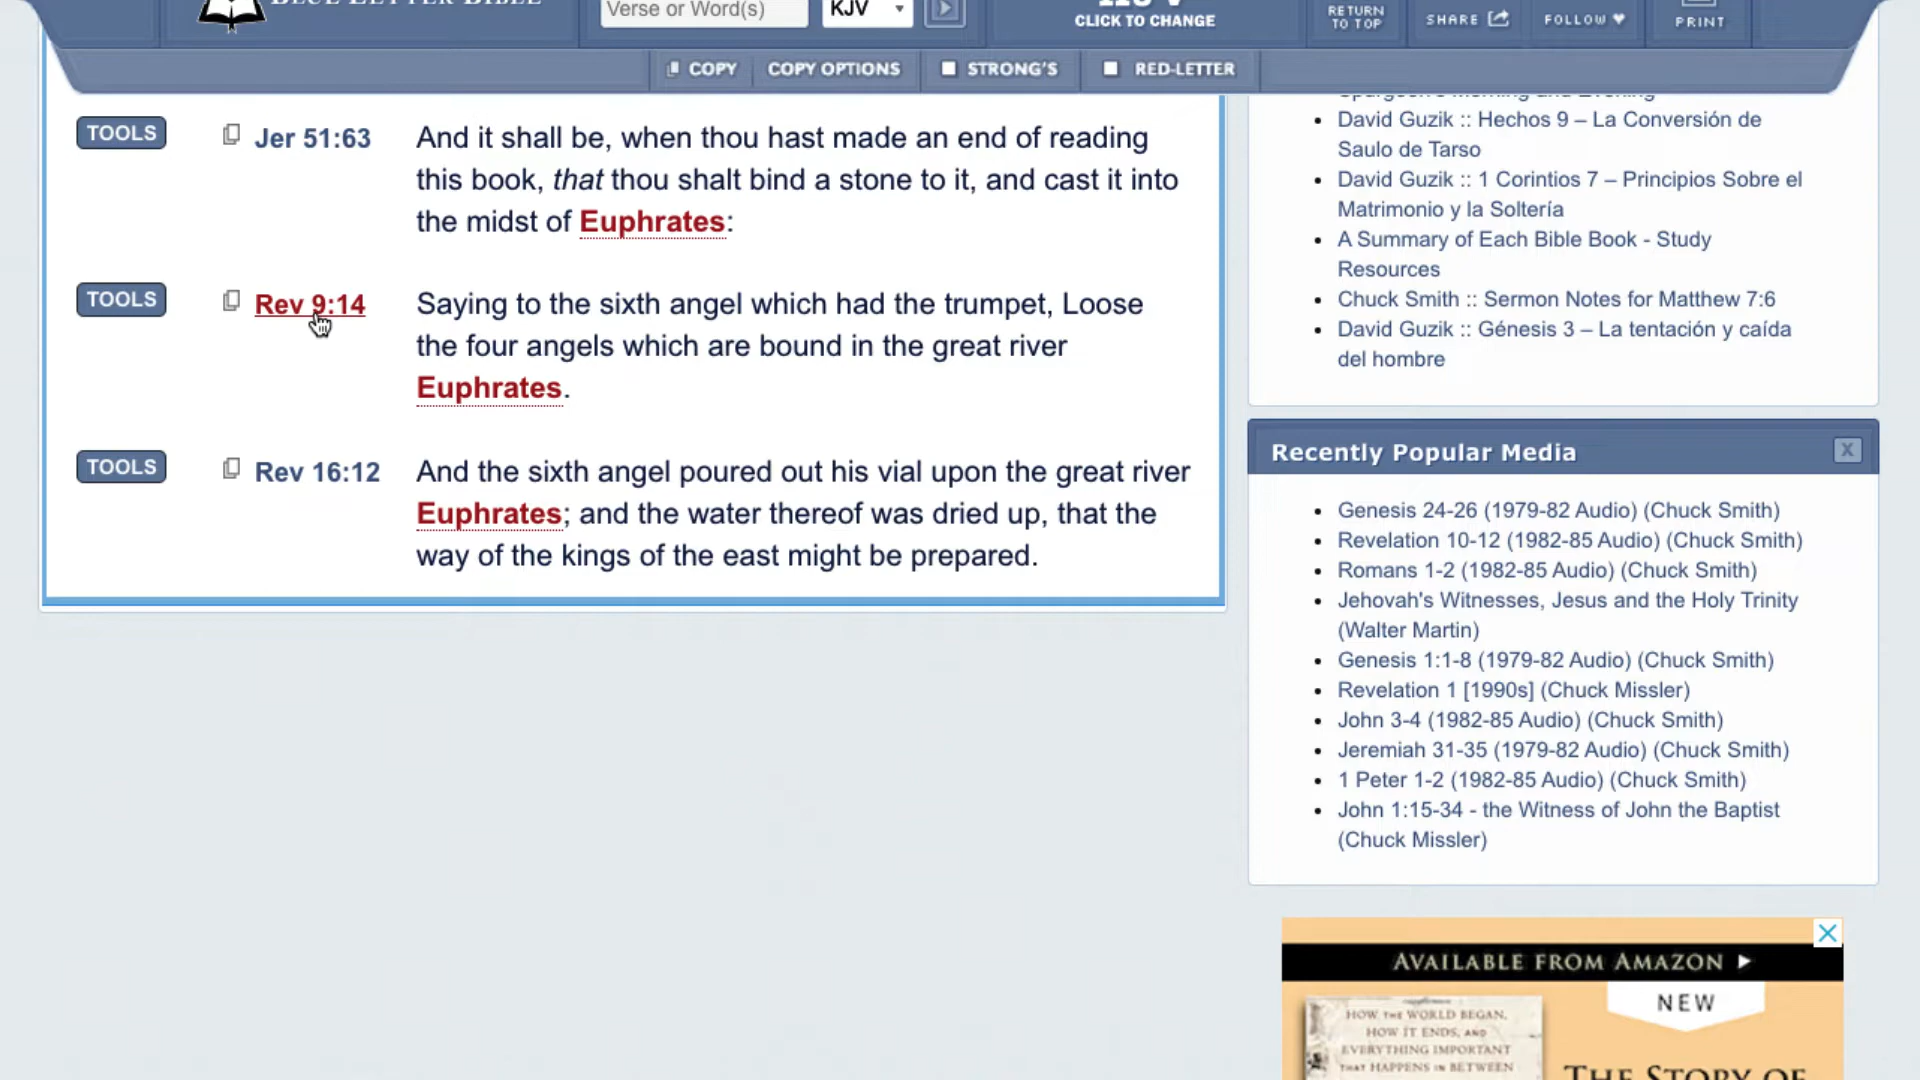 BLUE LETTER BIBLE
Verse or Word(s)
KJV
CLICK TO CHANGE
RETURN
TO TOP
SHARE
FOLLOW
PRINT
COPY
COPY OPTIONS
STRONG'S
RED-LETTER
TOOLS
Jer 51:63
And it shall be, when thou hast made an end of reading
this book, that thou shalt bind a stone to it, and cast it into
the midst of Euphrates:
TOOLS
Rev 9:14
Saying to the sixth angel which had the trumpet, Loose
the four angels which are bound in the great river
Euphrates.
TOOLS
Rev 16:12
And the sixth angel poured out his vial upon the great river
Euphrates; and the water thereof was dried up, that the
way of the kings of the east might be prepared.
Spurgeon's Morning and Evening
David Guzik :: Hechos 9 – La Conversión de
Saulo de Tarso
David Guzik :: 1 Corintios 7 – Principios Sobre el
Matrimonio y la Soltería
A Summary of Each Bible Book - Study
Resources
Chuck Smith :: Sermon Notes for Matthew 7:6
David Guzik :: Génesis 3 – La tentación y caída
del hombre
Recently Popular Media
X
Genesis 24-26 (1979-82 Audio) (Chuck Smith)
Revelation 10-12 (1982-85 Audio) (Chuck Smith)
Romans 1-2 (1982-85 Audio) (Chuck Smith)
Jehovah's Witnesses, Jesus and the Holy Trinity
(Walter Martin)
Genesis 1:1-8 (1979-82 Audio) (Chuck Smith)
Revelation 1 [1990s] (Chuck Missler)
John 3-4 (1982-85 Audio) (Chuck Smith)
Jeremiah 31-35 (1979-82 Audio) (Chuck Smith)
1 Peter 1-2 (1982-85 Audio) (Chuck Smith)
John 1:15-34 - the Witness of John the Baptist
(Chuck Missler)
AVAILABLE FROM AMAZON
NEW
HOW THE WORLD BEGAN,
HOW IT ENDS, AND
EVERYTHING IMPORTANT
THAT HAPPENS IN BETWEEN
THE STORY OF